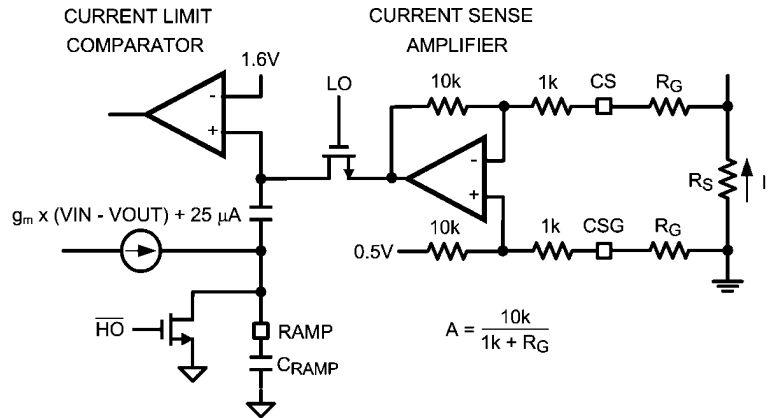 CURRENT LIMIT
COMPARATOR
CURRENT SENSE
AMPLIFIER
1.6V
-
+
LO
10k
1k
CS
RG
-
+
RS
I
gm x (VIN - VOUT) + 25 µA
0.5V
10k
1k
CSG
RG
HO
RAMP
CRAMP
A = 10k
1k + RG